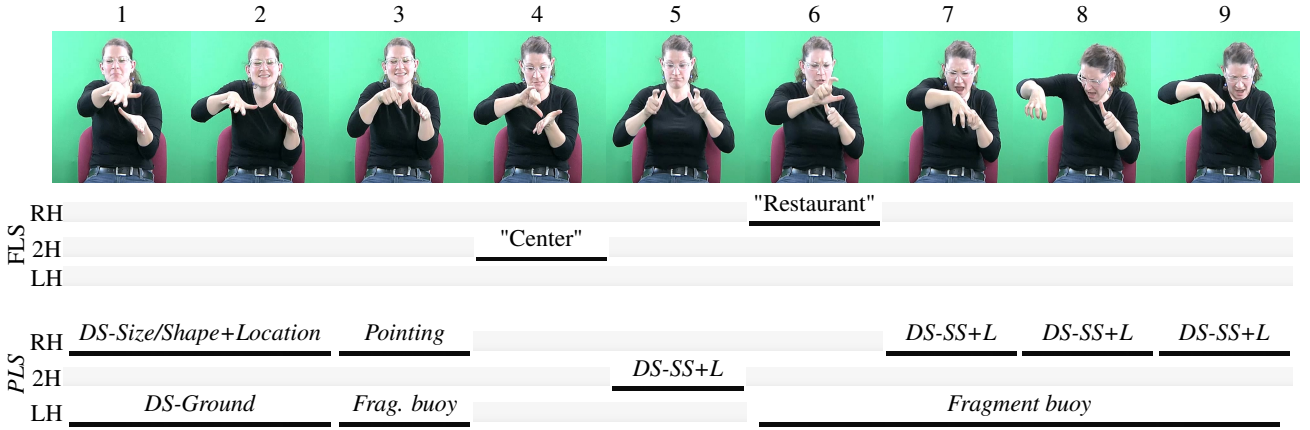 1 2 3 4 5 6 7 8 9
FLS
RH "Restaurant"
2H "Center"
LH
PLS
RH DS-Size/Shape+Location Pointing DS-SS+L DS-SS+L DS-SS+L
2H DS-SS+L
LH DS-Ground Frag. buoy Fragment buoy